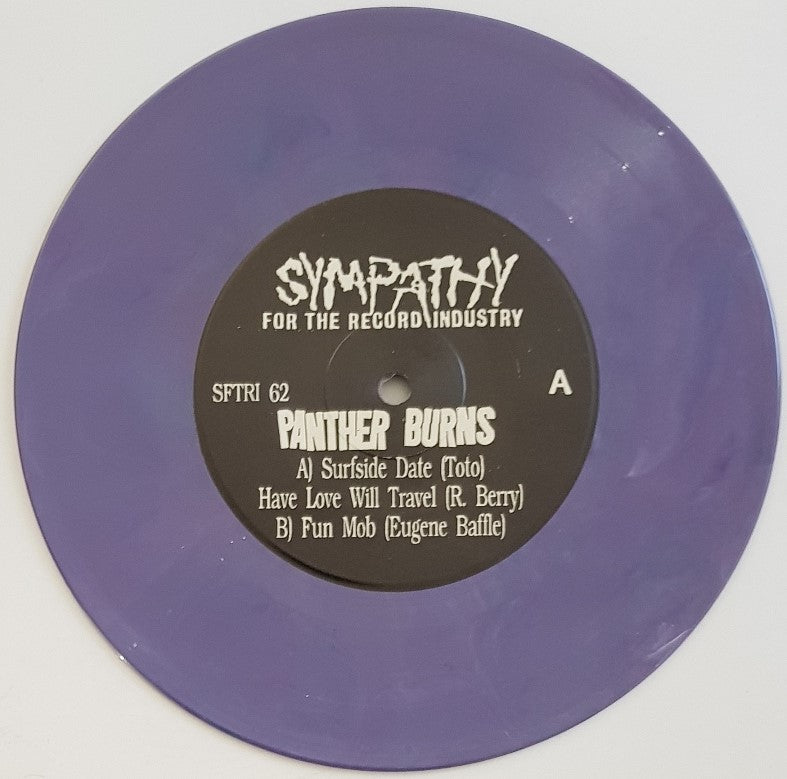 SYMPATHY
FOR THE RECORD INDUSTRY
SFTRI 62
A
PANTHER BURNS
A) Surfside Date (Toto)
Have Love Will Travel (R. Berry)
B) Fun Mob (Eugene Baffle)